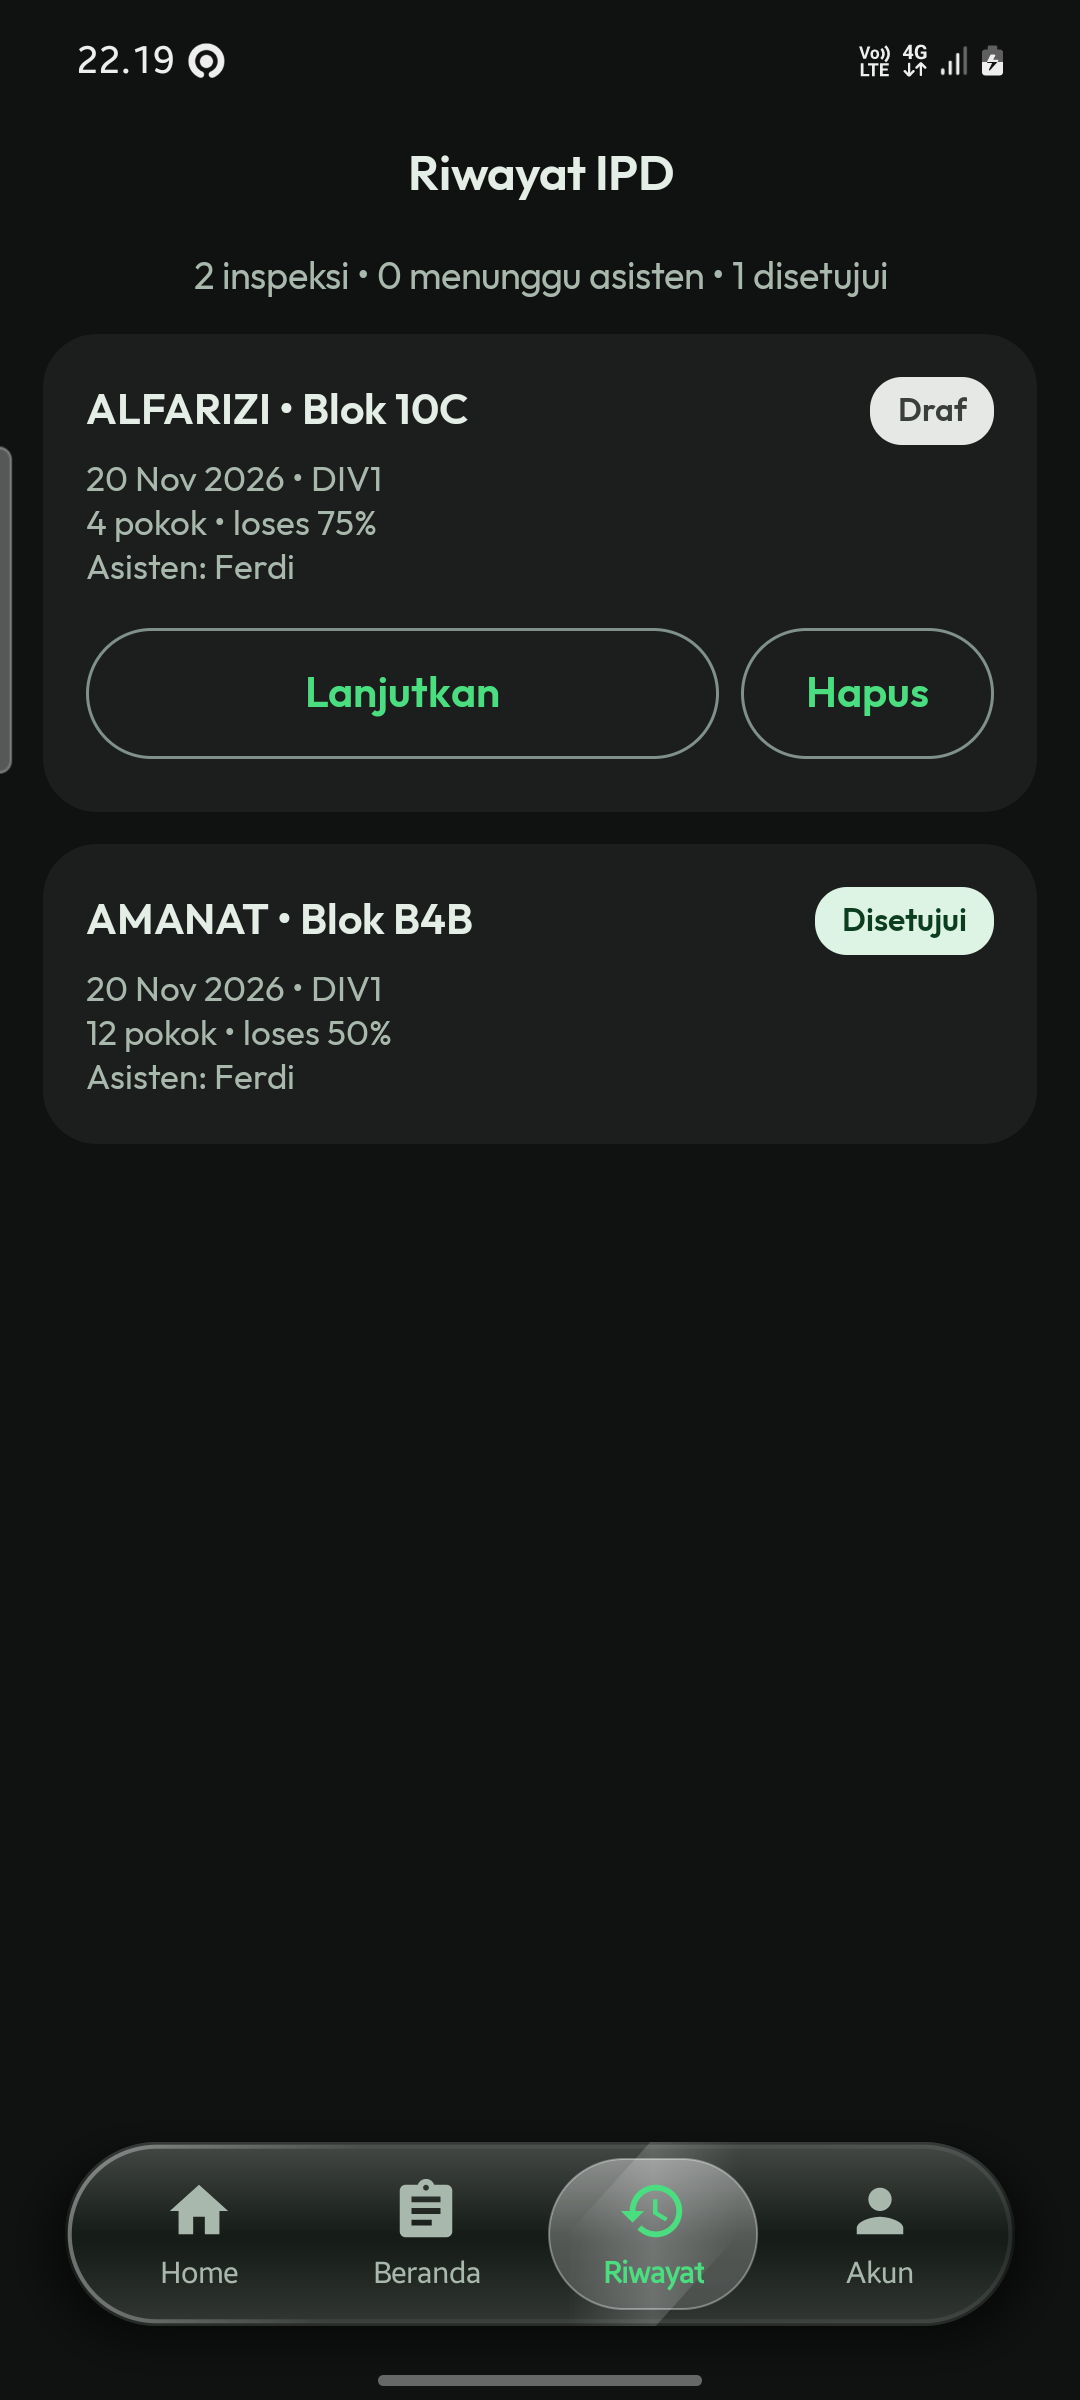 22.19
Vo)) LTE 4G
Riwayat IPD
2 inspeksi • 0 menunggu asisten • 1 disetujui
ALFARIZI • Blok 10C
Draf
20 Nov 2026 • DIV1
4 pokok • loses 75%
Asisten: Ferdi
Lanjutkan
Hapus
AMANAT • Blok B4B
Disetujui
20 Nov 2026 • DIV1
12 pokok • loses 50%
Asisten: Ferdi
Home
Beranda
Riwayat
Akun